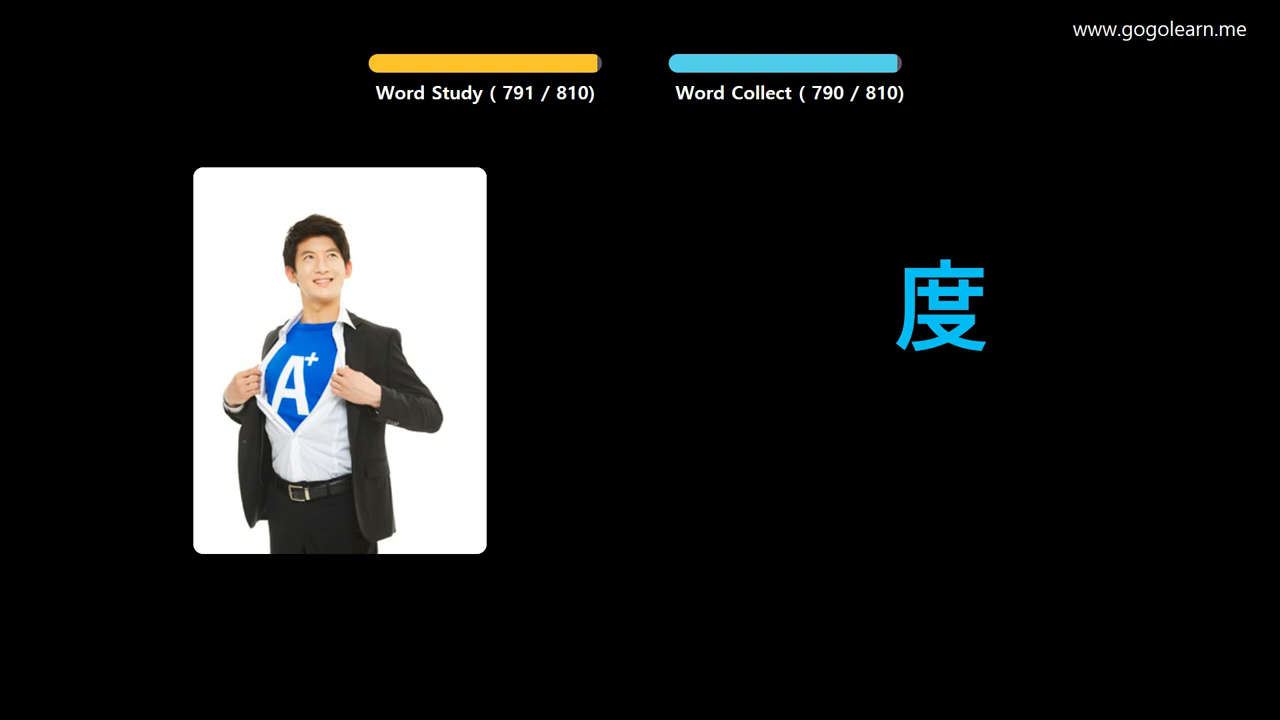 www.gogolearn.me
Word Study ( 791 / 810)
Word Collect ( 790 / 810)
度
A+